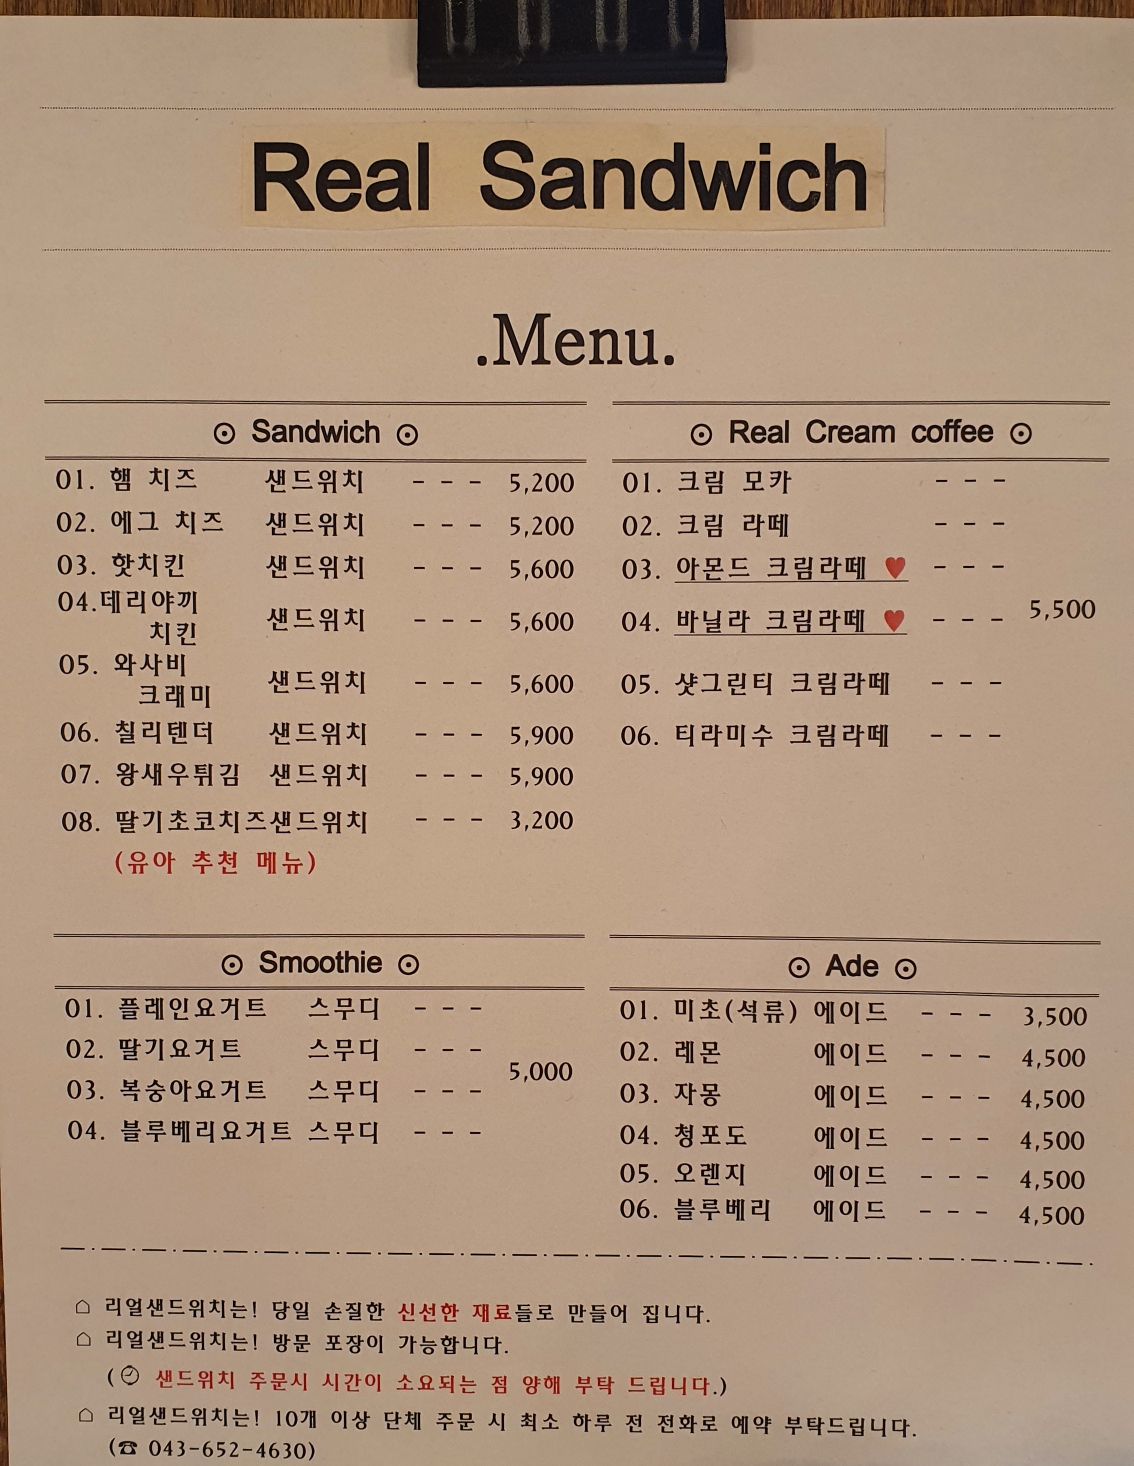 Real Sandwich
.Menu.
⊙ Sandwich ⊙
01. 햄 치즈 샌드위치 - - - 5,200
02. 에그 치즈 샌드위치 - - - 5,200
03. 핫치킨 샌드위치 - - - 5,600
04.데리야끼
치킨 샌드위치 - - - 5,600
05. 와사비
크래미 샌드위치 - - - 5,600
06. 칠리텐더 샌드위치 - - - 5,900
07. 왕새우튀김 샌드위치 - - - 5,900
08. 딸기초코치즈샌드위치 - - - 3,200
(유아 추천 메뉴)
⊙ Real Cream coffee ⊙
01. 크림 모카 - - -
02. 크림 라떼 - - -
03. 아몬드 크림라떼 ♥ - - -
04. 바닐라 크림라떼 ♥ - - - 5,500
05. 샷그린티 크림라떼 - - -
06. 티라미수 크림라떼 - - -
⊙ Smoothie ⊙
01. 플레인요거트 스무디 - - -
02. 딸기요거트 스무디 - - -
5,000
03. 복숭아요거트 스무디 - - -
04. 블루베리요거트 스무디 - - -
⊙ Ade ⊙
01. 미초(석류) 에이드 - - - 3,500
02. 레몬 에이드 - - - 4,500
03. 자몽 에이드 - - - 4,500
04. 청포도 에이드 - - - 4,500
05. 오렌지 에이드 - - - 4,500
06. 블루베리 에이드 - - - 4,500
⌂ 리얼샌드위치는! 당일 손질한 신선한 재료들로 만들어 집니다.
⌂ 리얼샌드위치는! 방문 포장이 가능합니다.
(⌚ 샌드위치 주문시 시간이 소요되는 점 양해 부탁 드립니다.)
⌂ 리얼샌드위치는! 10개 이상 단체 주문 시 최소 하루 전 전화로 예약 부탁드립니다.
(☎ 043-652-4630)